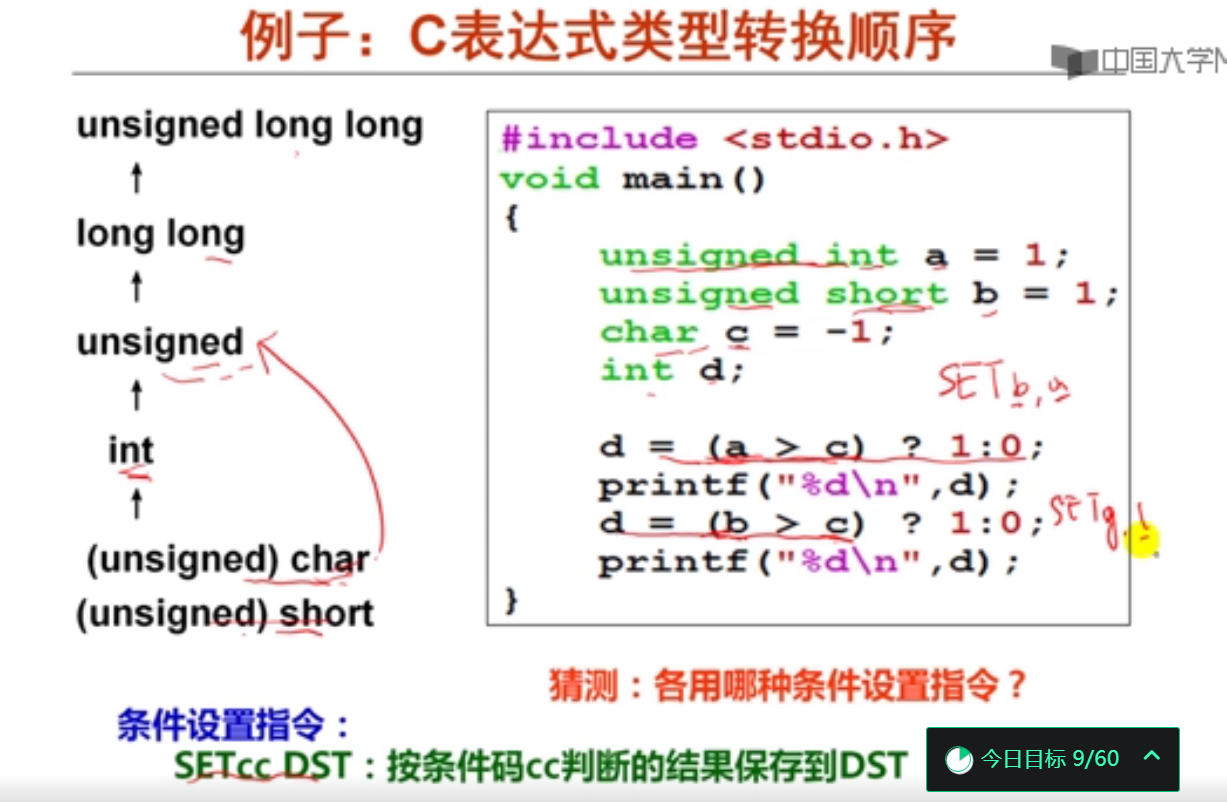 例子：C表达式类型转换顺序
中国大学M
unsigned long long
↑
long long
↑
unsigned
↑
int
↑
(unsigned) char
(unsigned) short
#include <stdio.h>
void main()
{
unsigned int a = 1;
unsigned short b = 1;
char c = -1;
int d;
SETb,a
d = (a > c) ? 1:0;
printf("%d\n",d);
d = (b > c) ? 1:0;
SETg,l
printf("%d\n",d);
}
猜测：各用哪种条件设置指令？
条件设置指令：
SETcc DST：按条件码cc判断的结果保存到DST
今日目标 9/60